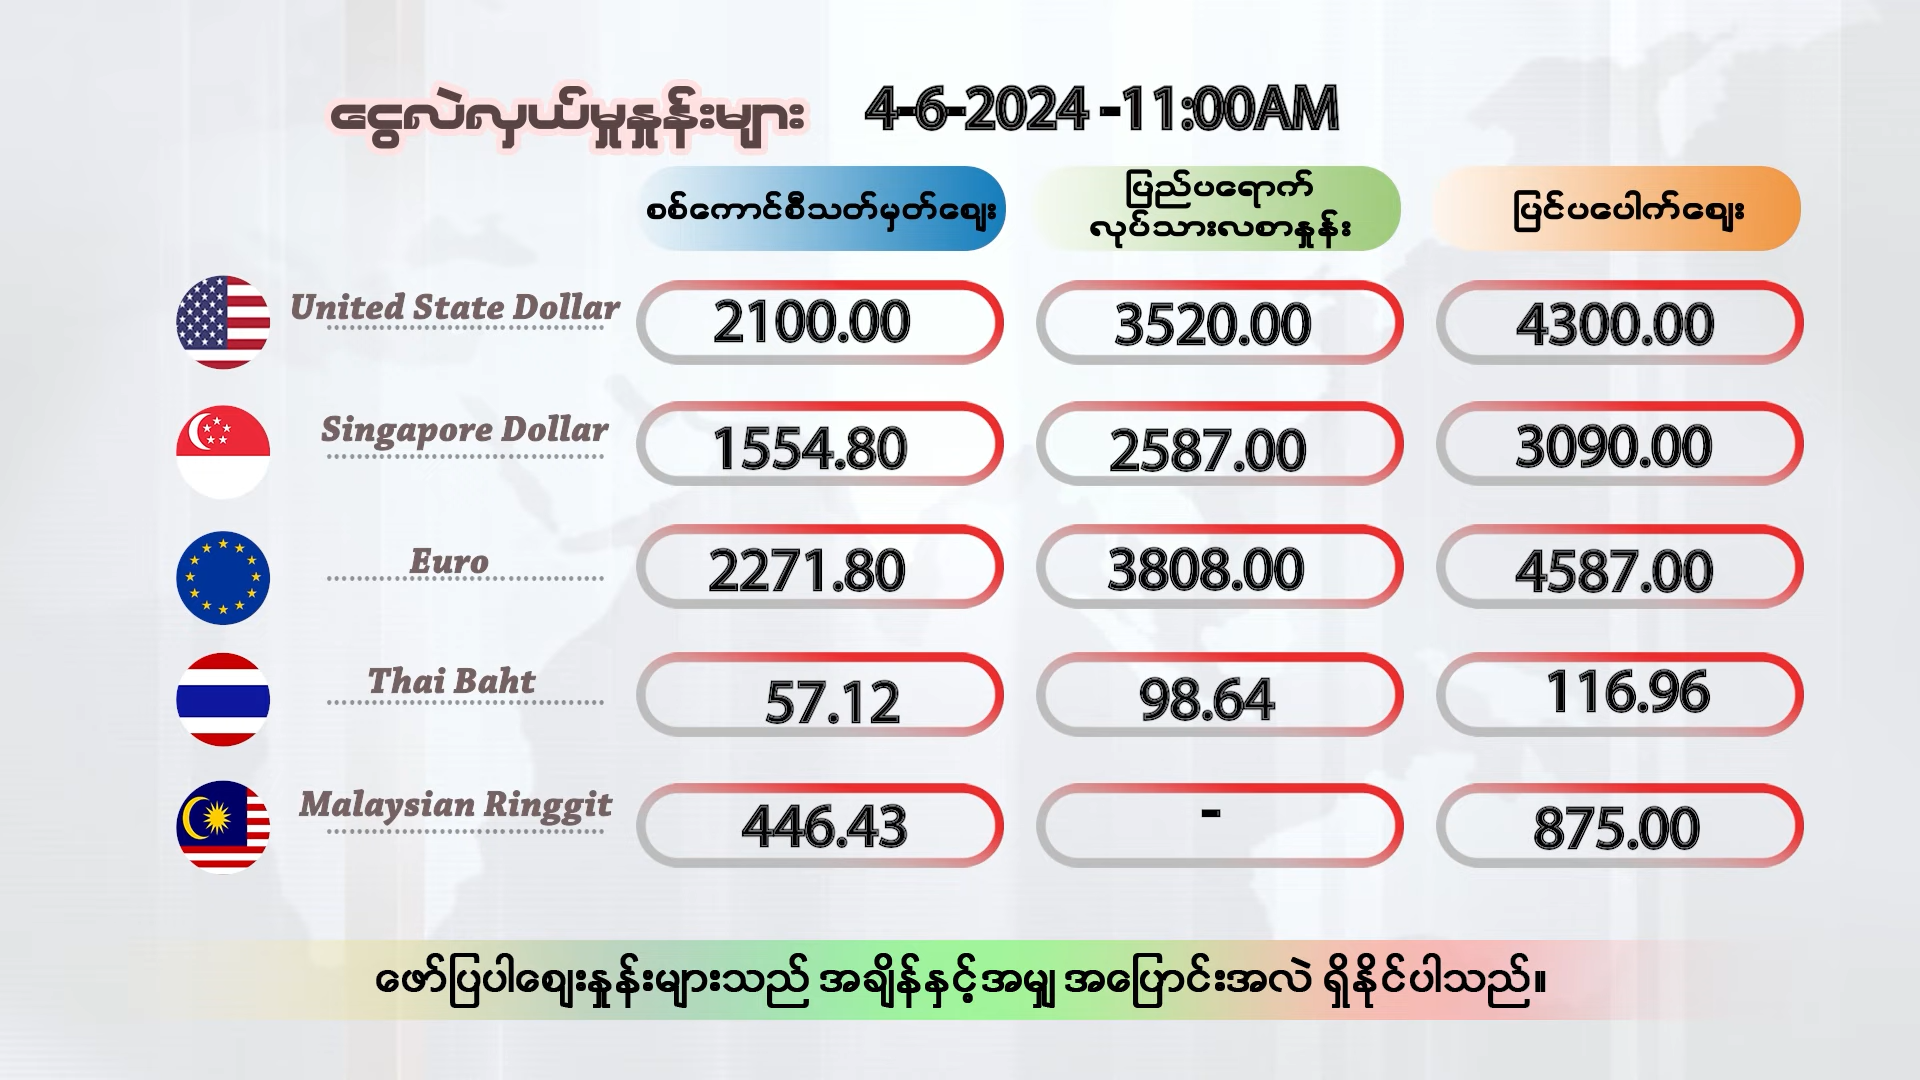 ငွေလဲလှယ်မှုနှုန်းများ 4-6-2024 -11:00AM
စစ်ကောင်စီသတ်မှတ်ဈေး
ပြည်ပရောက်
လုပ်သားလစာနှုန်း
ပြင်ပပေါက်ဈေး
United State Dollar 2100.00 3520.00 4300.00
Singapore Dollar 1554.80 2587.00 3090.00
Euro 2271.80 3808.00 4587.00
Thai Baht 57.12 98.64 116.96
Malaysian Ringgit 446.43 - 875.00
ဖော်ပြပါဈေးနှုန်းများသည် အချိန်နှင့်အမျှ အပြောင်းအလဲ ရှိနိုင်ပါသည်။